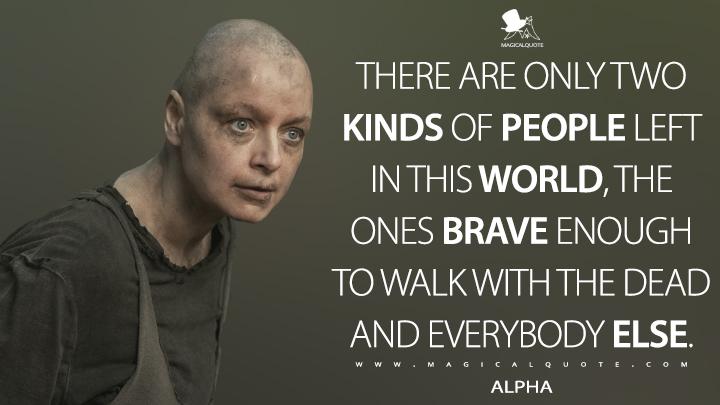 MAGICALQUOTE
THERE ARE ONLY TWO
KINDS OF PEOPLE LEFT
IN THIS WORLD, THE
ONES BRAVE ENOUGH
TO WALK WITH THE DEAD
AND EVERYBODY ELSE.
WWW.MAGICALQUOTE.COM
ALPHA